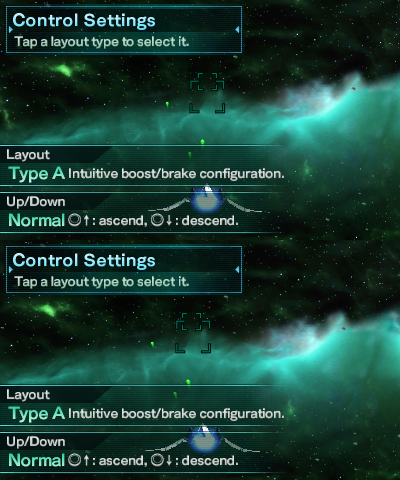 Control Settings
Tap a layout type to select it.
Layout
Type A Intuitive boost/brake configuration.
Up/Down
Normal ◎↑: ascend, ◎↓: descend.
Control Settings
Tap a layout type to select it.
Layout
Type A Intuitive boost/brake configuration.
Up/Down
Normal ◎↑: ascend, ◎↓: descend.